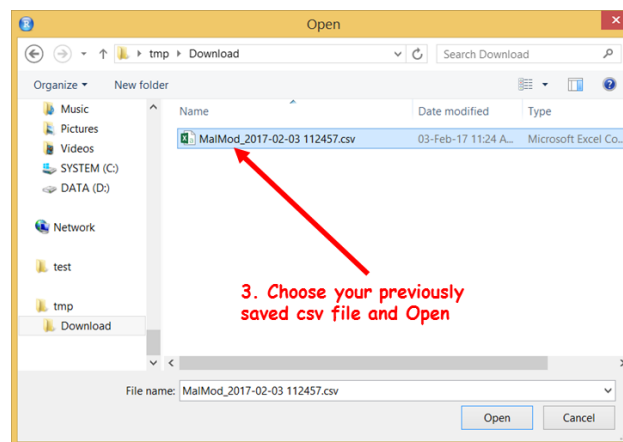 Open
tmp Download
Search Download
Organize New folder
Name Date modified Type
MalMod_2017-02-03 112457.csv 03-Feb-17 11:24 A... Microsoft Excel Co...
Music
Pictures
Videos
SYSTEM (C:)
DATA (D:)
Network
test
tmp
Download
3. Choose your previously
saved csv file and Open
File name: MalMod_2017-02-03 112457.csv
Open Cancel